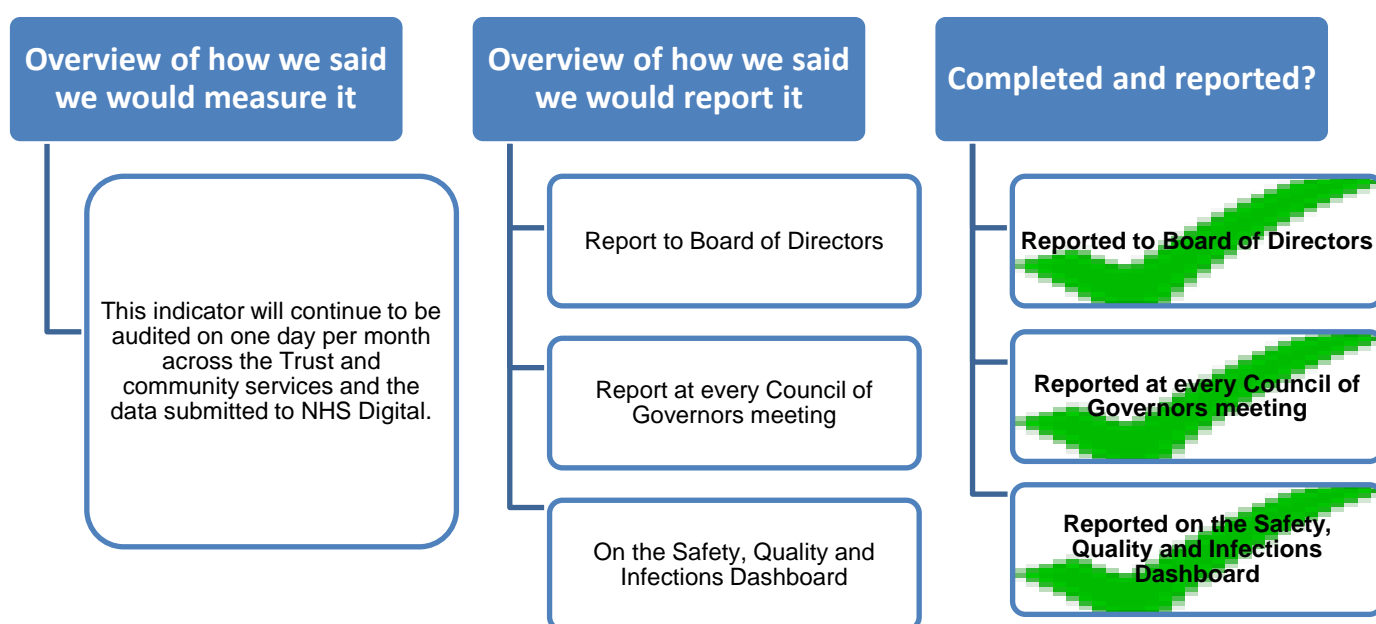 Overview of how we said
we would measure it
This indicator will continue to be
audited on one day per month
across the Trust and
community services and the
data submitted to NHS Digital.
Overview of how we said
we would report it
Report to Board of Directors
Report at every Council of
Governors meeting
On the Safety, Quality and
Infections Dashboard
Completed and reported?
Reported to Board of Directors
Reported at every Council of
Governors meeting
Reported on the Safety,
Quality and Infections
Dashboard